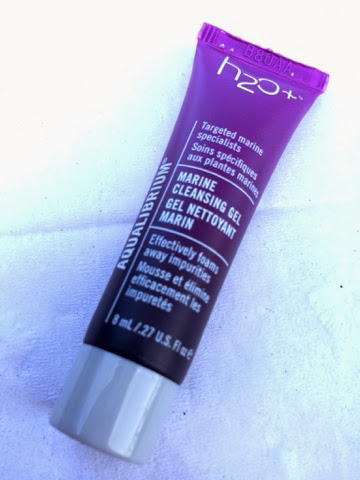 h2O+™
Targeted marine
specialists
Soins spécifiques
aux plantes marines
AQUALIBRIUM®
MARINE
CLEANSING GEL
GEL NETTOYANT
MARIN
Effectively foams
away impurities
Mousse et élimine
efficacement les
impuretés
8 mL/.27 U.S. Fl oz ℮